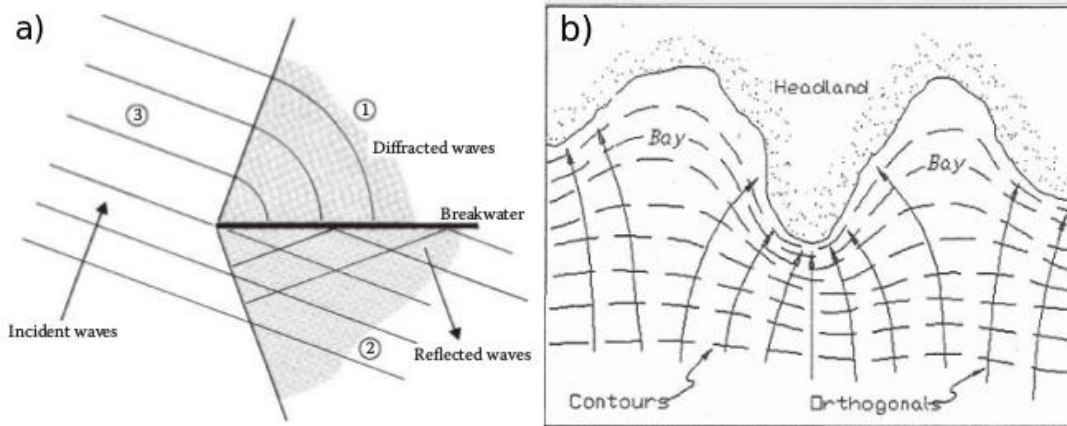 a)
③
①
Diffracted waves
Breakwater
Incident waves
②
Reflected waves
b)
Headland
Bay
Bay
Contours
Orthogonals